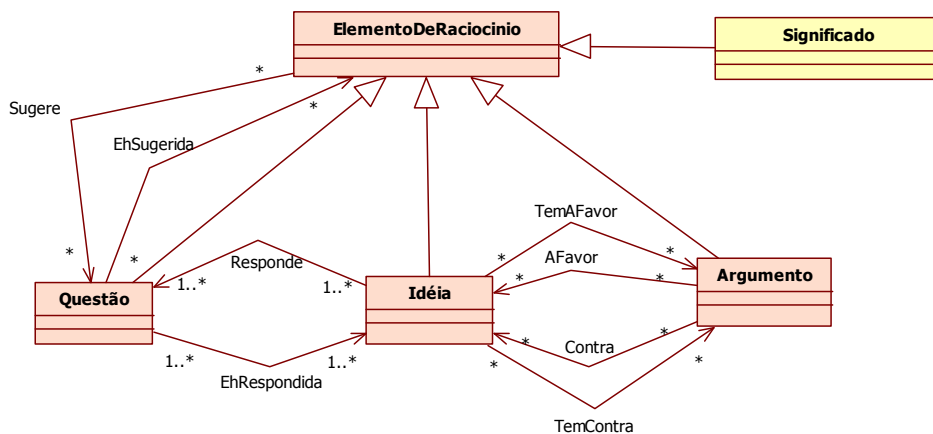 ElementoDeRaciocinio
Significado
*
Sugere
*
EhSugerida
TemAFavor
*
*
Responde
*
*
AFavor
*
*
Argumento
1..*
1..*
Questão
Idéia
*
*
Contra
1..*
1..*
*
*
EhRespondida
TemContra